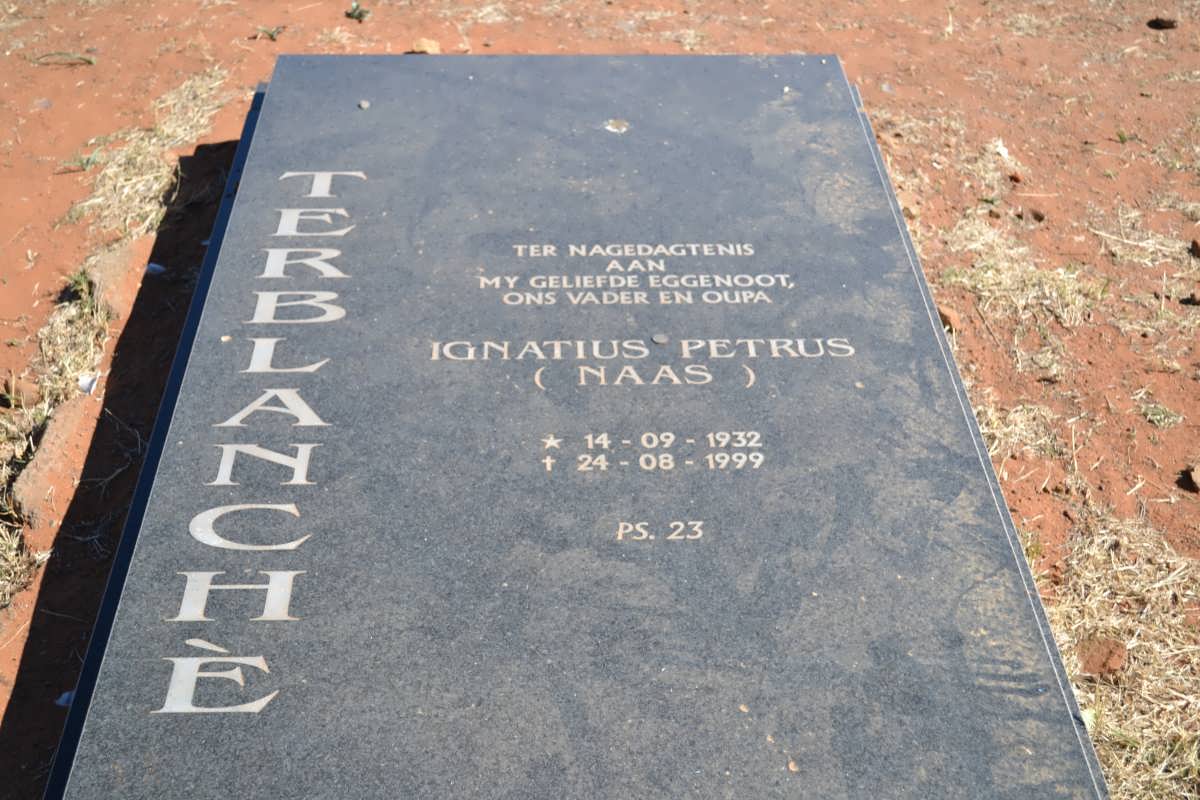 TERBLANCHÈ
TER NAGEDAGTENIS
AAN
MY GELIEFDE EGGENOOT,
ONS VADER EN OUPA
IGNATIUS PETRUS
( NAAS )
★ 14 - 09 - 1932
✝ 24 - 08 - 1999
PS. 23